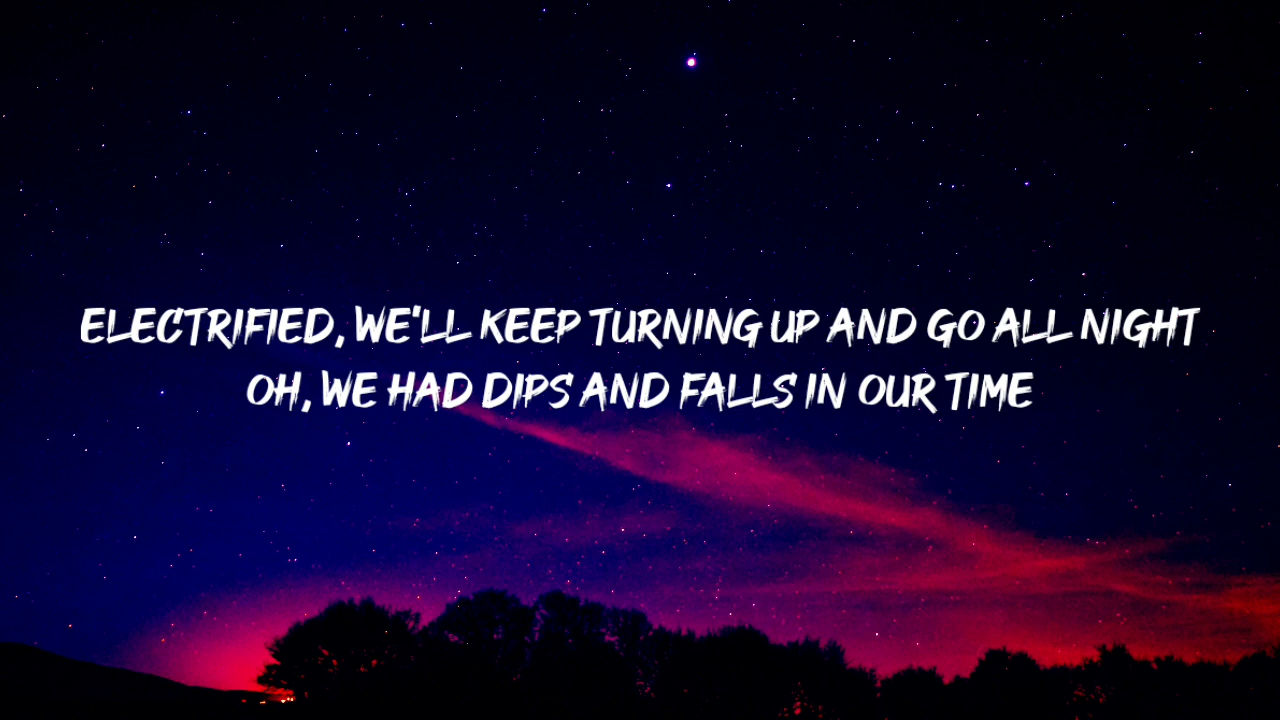 ELECTRIFIED, WE'LL KEEP TURNING UP AND GO ALL NIGHT
OH, WE HAD DIPS AND FALLS IN OUR TIME